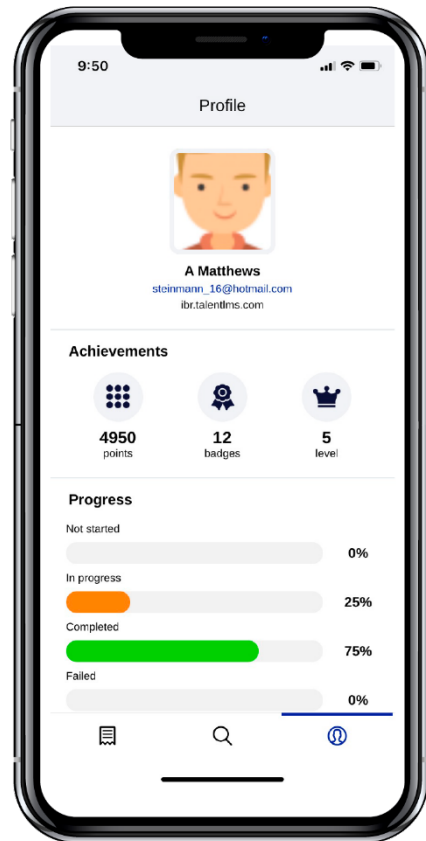 9:50
Profile
A Matthews
steinmann_16@hotmail.com
ibr.talentlms.com
Achievements
4950 12 5
points badges level
Progress
Not started
0%
In progress
25%
Completed
75%
Failed
0%